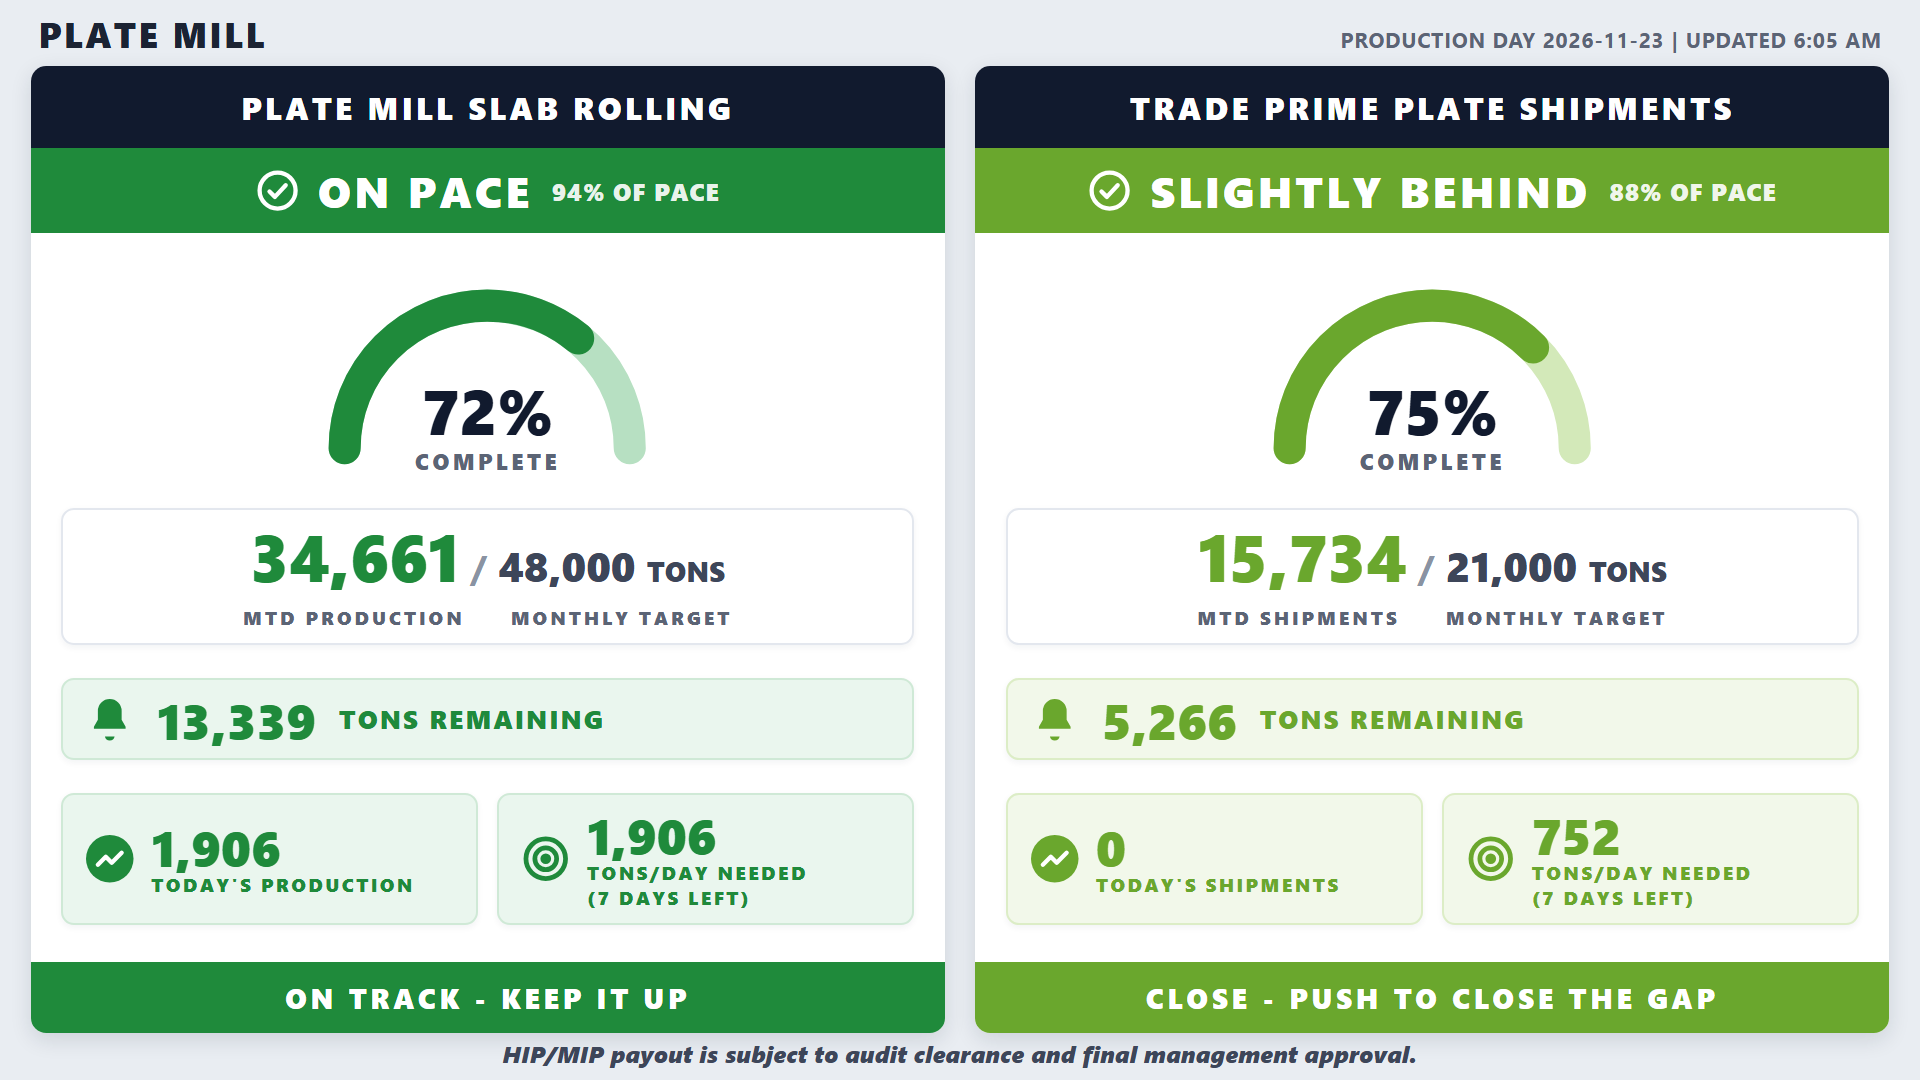 PLATE MILL
PRODUCTION DAY 2026-11-23 | UPDATED 6:05 AM
PLATE MILL SLAB ROLLING
ON PACE 94% OF PACE
72%
COMPLETE
34,661 / 48,000 TONS
MTD PRODUCTION MONTHLY TARGET
13,339 TONS REMAINING
1,906
TODAY'S PRODUCTION
1,906
TONS/DAY NEEDED
(7 DAYS LEFT)
ON TRACK - KEEP IT UP
TRADE PRIME PLATE SHIPMENTS
SLIGHTLY BEHIND 88% OF PACE
75%
COMPLETE
15,734 / 21,000 TONS
MTD SHIPMENTS MONTHLY TARGET
5,266 TONS REMAINING
0
TODAY'S SHIPMENTS
752
TONS/DAY NEEDED
(7 DAYS LEFT)
CLOSE - PUSH TO CLOSE THE GAP
HIP/MIP payout is subject to audit clearance and final management approval.